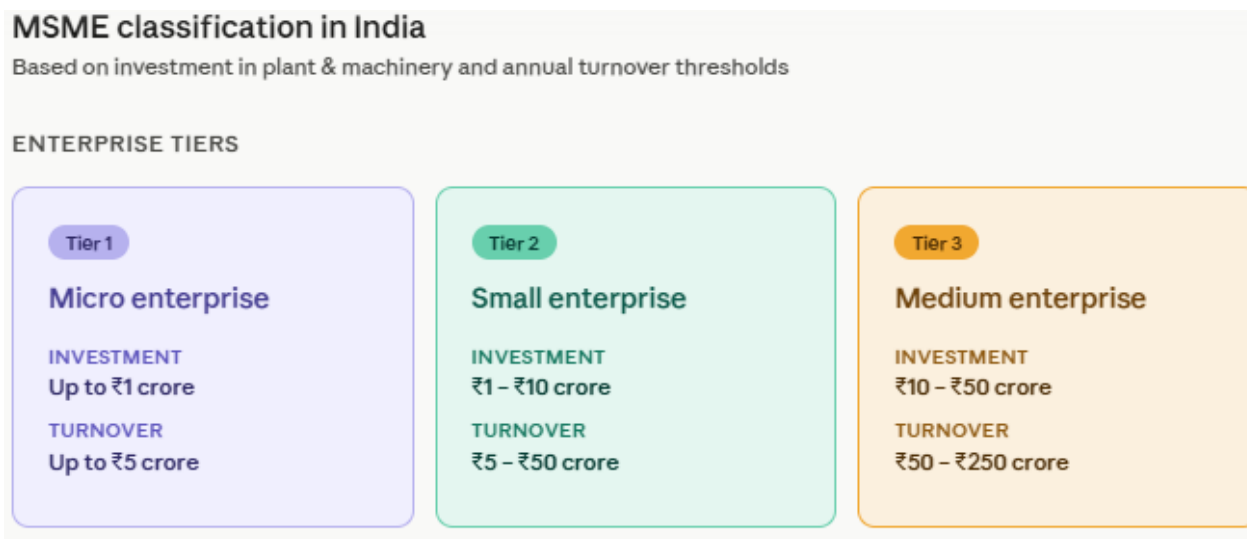 MSME classification in India
Based on investment in plant & machinery and annual turnover thresholds
ENTERPRISE TIERS
Tier 1
Micro enterprise
INVESTMENT
Up to ₹1 crore
TURNOVER
Up to ₹5 crore
Tier 2
Small enterprise
INVESTMENT
₹1 – ₹10 crore
TURNOVER
₹5 – ₹50 crore
Tier 3
Medium enterprise
INVESTMENT
₹10 – ₹50 crore
TURNOVER
₹50 – ₹250 crore